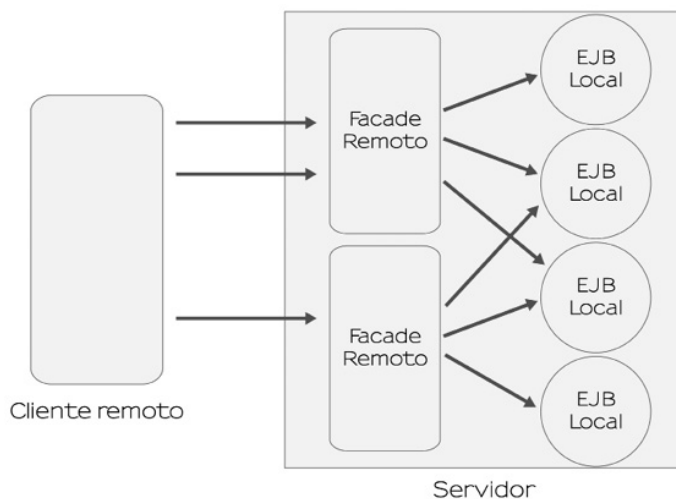 EJB
Local
Facade
Remoto
EJB
Local
EJB
Local
Facade
Remoto
EJB
Local
Cliente remoto
Servidor